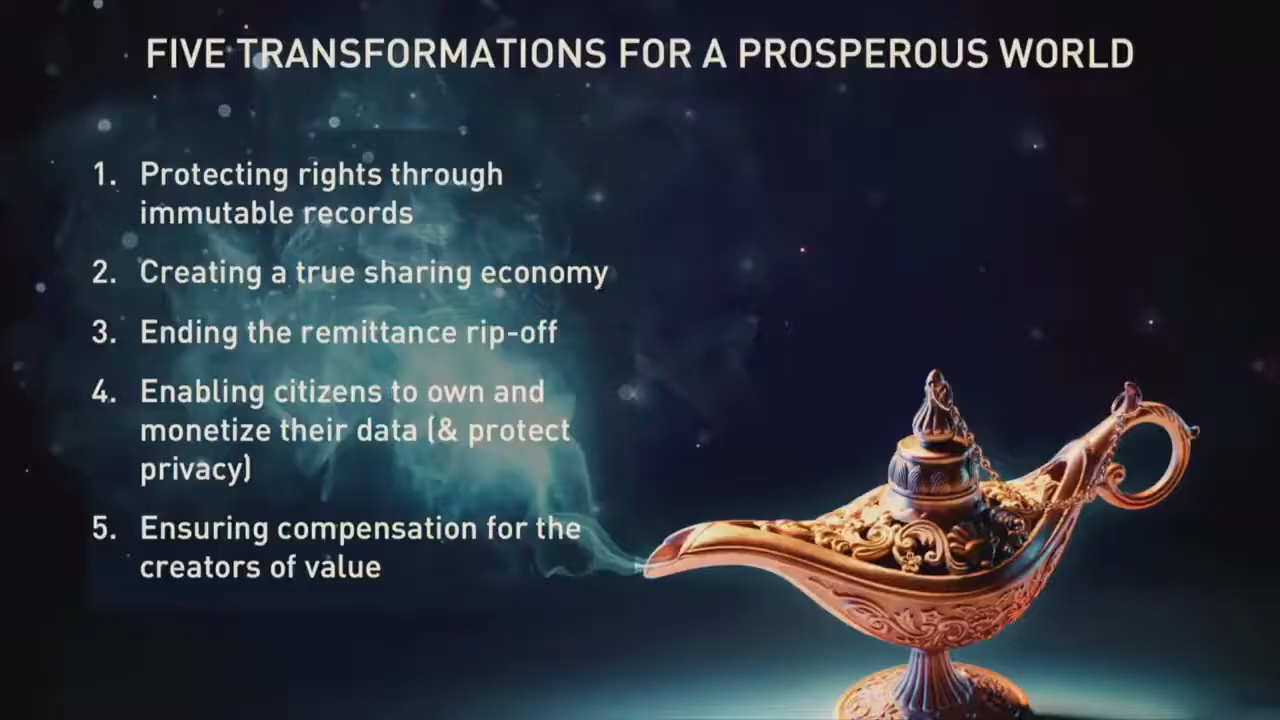 FIVE TRANSFORMATIONS FOR A PROSPEROUS WORLD
1. Protecting rights through
immutable records
2. Creating a true sharing economy
3. Ending the remittance rip-off
4. Enabling citizens to own and
monetize their data (& protect
privacy)
5. Ensuring compensation for the
creators of value